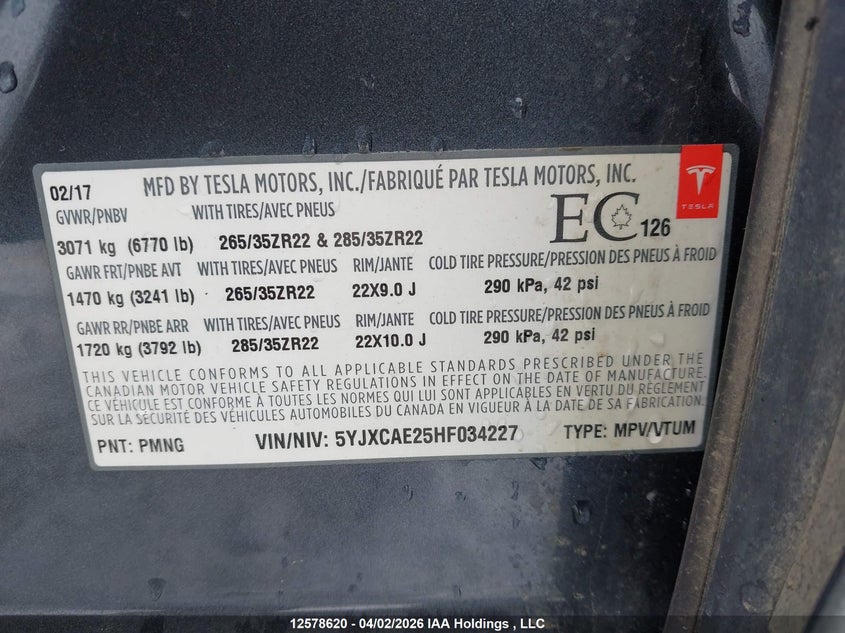 02/17 MFD BY TESLA MOTORS, INC./FABRIQUÉ PAR TESLA MOTORS, INC.
TESLA
GVWR/PNBV WITH TIRES/AVEC PNEUS
EC 126
3071 kg (6770 lb) 265/35ZR22 & 285/35ZR22
GAWR FRT/PNBE AVT WITH TIRES/AVEC PNEUS RIM/JANTE COLD TIRE PRESSURE/PRESSION DES PNEUS À FROID
1470 kg (3241 lb) 265/35ZR22 22X9.0 J 290 kPa, 42 psi
GAWR RR/PNBE ARR WITH TIRES/AVEC PNEUS RIM/JANTE COLD TIRE PRESSURE/PRESSION DES PNEUS À FROID
1720 kg (3792 lb) 285/35ZR22 22X10.0 J 290 kPa, 42 psi
THIS VEHICLE CONFORMS TO ALL APPLICABLE STANDARDS PRESCRIBED UNDER THE
CANADIAN MOTOR VEHICLE SAFETY REGULATIONS IN EFFECT ON THE DATE OF MANUFACTURE.
CE VÉHICULE EST CONFORME À TOUTES LES NORMES QUI LUI SONT APPLICABLES EN VERTU DU RÈGLEMENT
SUR LA SÉCURITÉ DES VÉHICULES AUTOMOBILES DU CANADA EN VIGUEUR À LA DATE DE SA FABRICATION.
PNT: PMNG VIN/NIV: 5YJXCAE25HF034227 TYPE: MPV/VTUM
12578620 - 04/02/2026 IAA Holdings , LLC